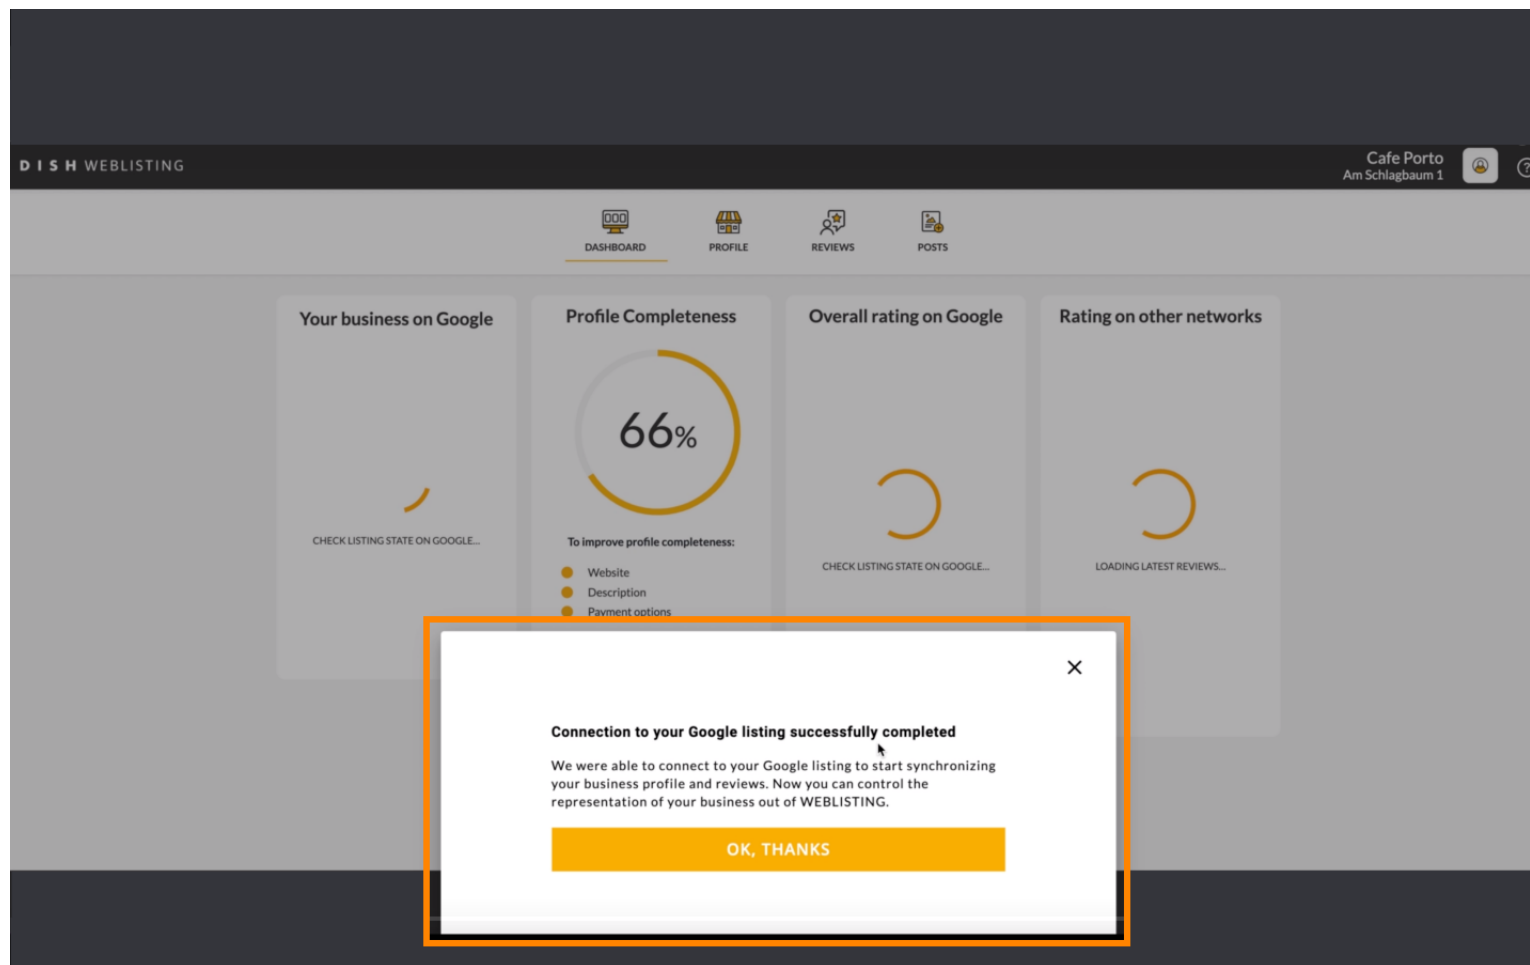 DISH WEBLISTING
Cafe Porto
Am Schlagbaum 1
?
DASHBOARD
PROFILE
REVIEWS
POSTS
Your business on Google
CHECK LISTING STATE ON GOOGLE...
Profile Completeness
66%
To improve profile completeness:
Website
Description
Payment options
Overall rating on Google
CHECK LISTING STATE ON GOOGLE...
Rating on other networks
LOADING LATEST REVIEWS...
Connection to your Google listing successfully completed
We were able to connect to your Google listing to start synchronizing
your business profile and reviews. Now you can control the
representation of your business out of WEBLISTING.
OK, THANKS